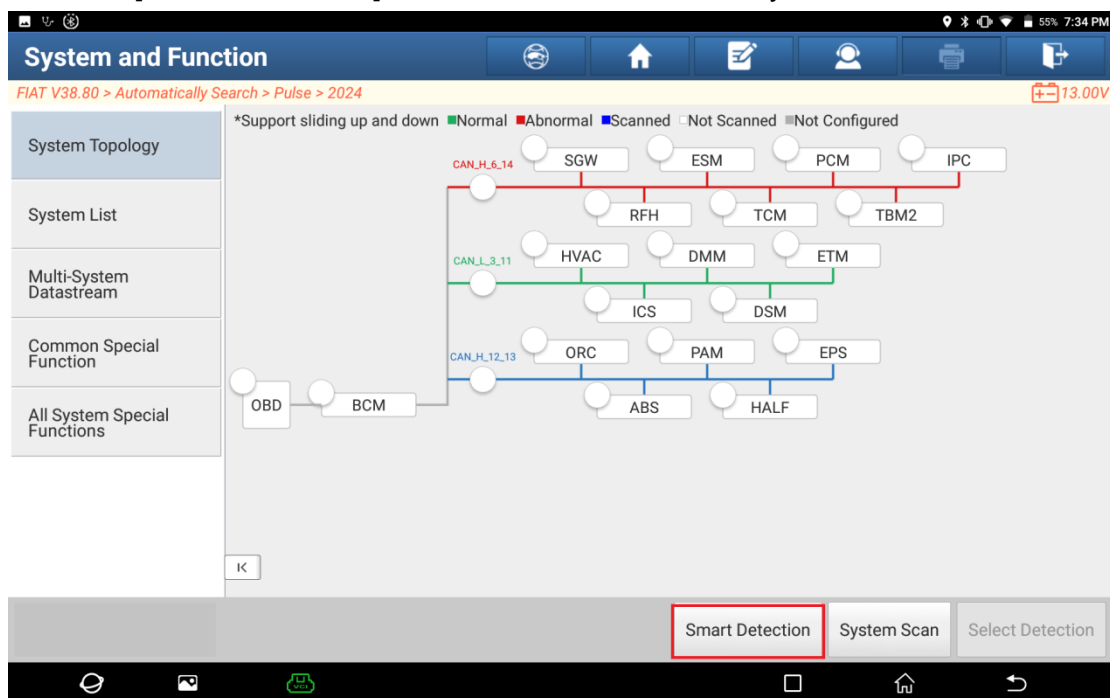 55% 7:34 PM
System and Function
FIAT V38.80 > Automatically Search > Pulse > 2024
13.00V
System Topology
System List
Multi-System
Datastream
Common Special
Function
All System Special
Functions
*Support sliding up and down Normal Abnormal Scanned Not Scanned Not Configured
CAN_H_6_14
SGW ESM PCM IPC
RFH TCM TBM2
CAN_L_3_11
HVAC DMM ETM
ICS DSM
CAN_H_12_13
ORC PAM EPS
ABS HALF
OBD BCM
K
Smart Detection System Scan Select Detection
VCI